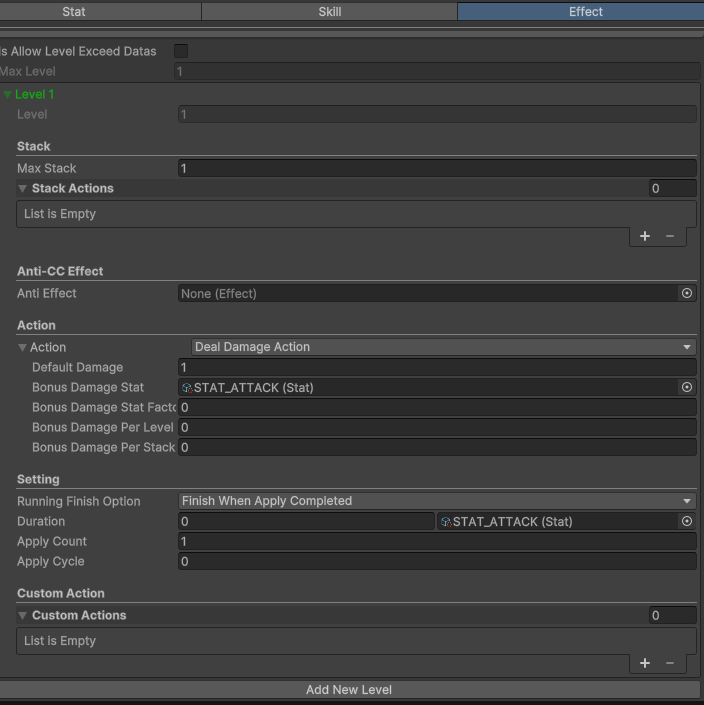 Stat Skill Effect
Is Allow Level Exceed Datas
Max Level 1
Level 1
Level 1
Stack
Max Stack 1
Stack Actions 0
List is Empty
+ −
Anti-CC Effect
Anti Effect None (Effect)
Action
Action Deal Damage Action
Default Damage 1
Bonus Damage Stat STAT_ATTACK (Stat)
Bonus Damage Stat Facto 0
Bonus Damage Per Level 0
Bonus Damage Per Stack 0
Setting
Running Finish Option Finish When Apply Completed
Duration 0 STAT_ATTACK (Stat)
Apply Count 1
Apply Cycle 0
Custom Action
Custom Actions 0
List is Empty
+ −
Add New Level